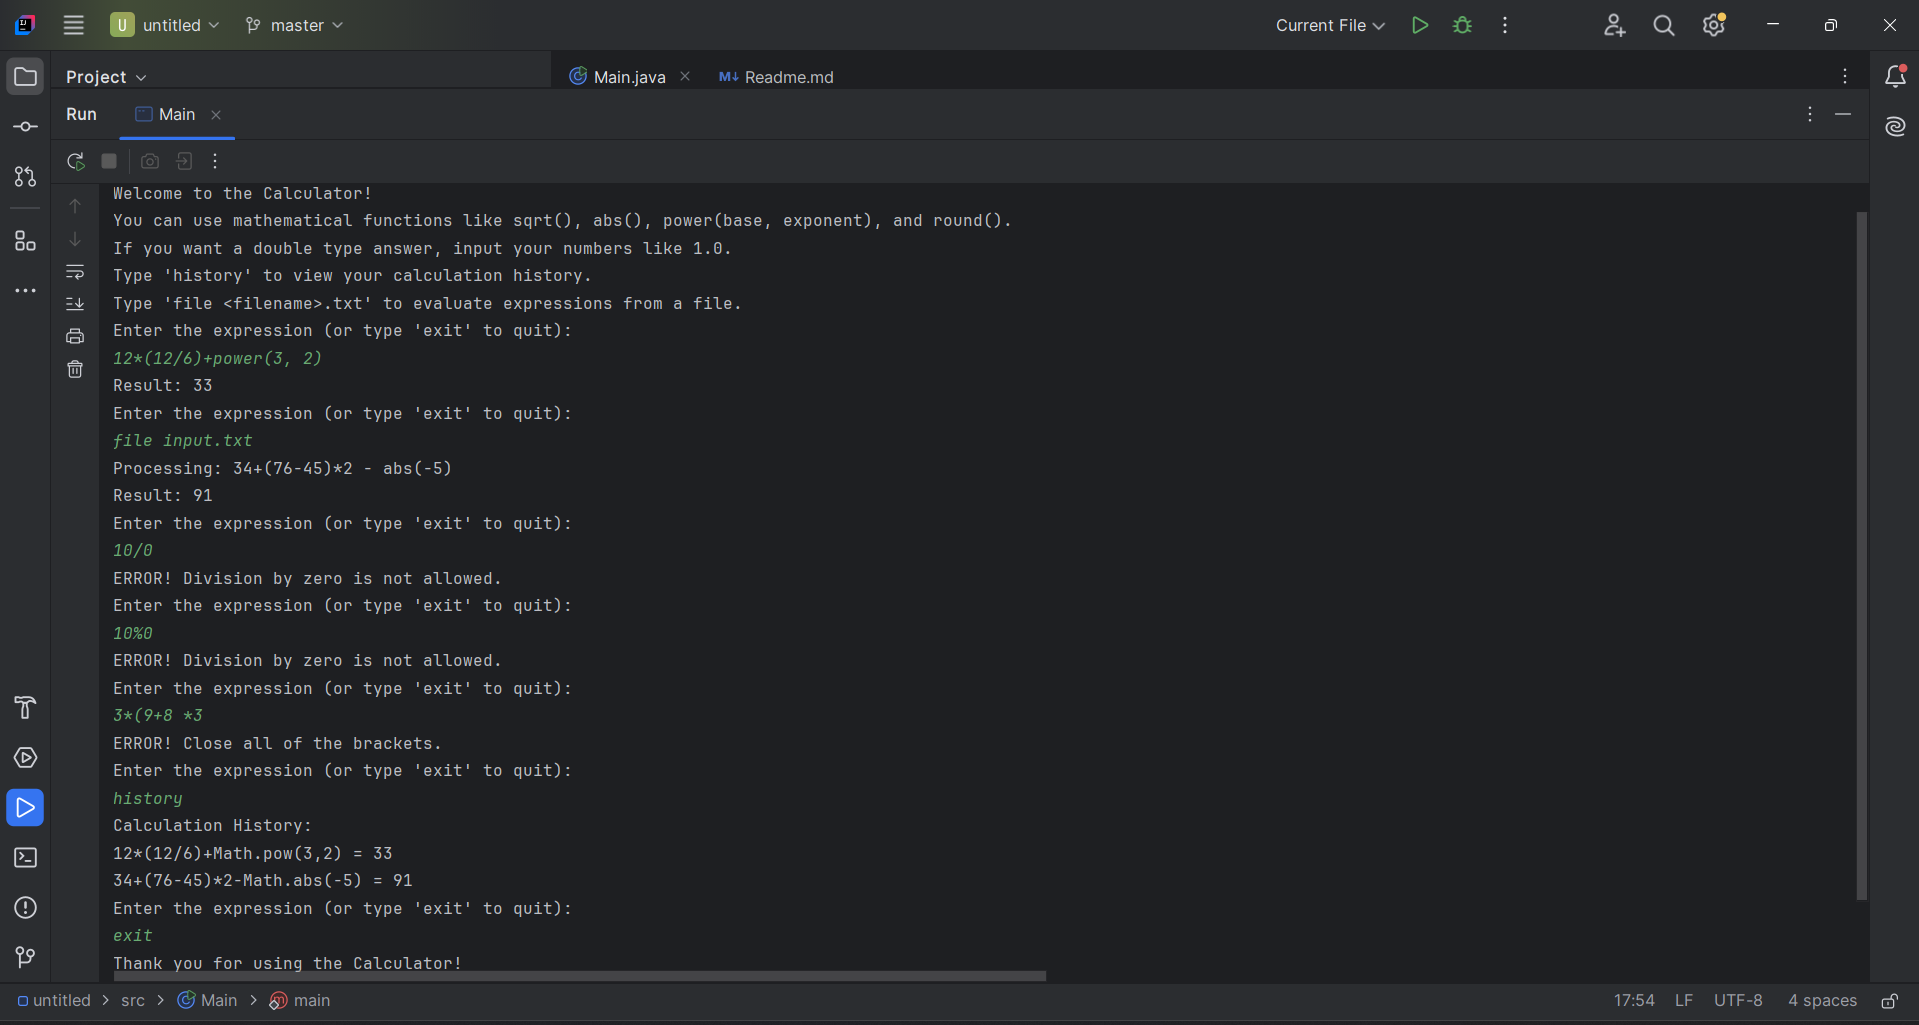 U untitled master Current File
Project Main.java M↓ Readme.md
Run Main
Welcome to the Calculator!
You can use mathematical functions like sqrt(), abs(), power(base, exponent), and round().
If you want a double type answer, input your numbers like 1.0.
Type 'history' to view your calculation history.
Type 'file <filename>.txt' to evaluate expressions from a file.
Enter the expression (or type 'exit' to quit):
12*(12/6)+power(3, 2)
Result: 33
Enter the expression (or type 'exit' to quit):
file input.txt
Processing: 34+(76-45)*2 - abs(-5)
Result: 91
Enter the expression (or type 'exit' to quit):
10/0
ERROR! Division by zero is not allowed.
Enter the expression (or type 'exit' to quit):
10%0
ERROR! Division by zero is not allowed.
Enter the expression (or type 'exit' to quit):
3*(9+8 *3
ERROR! Close all of the brackets.
Enter the expression (or type 'exit' to quit):
history
Calculation History:
12*(12/6)+Math.pow(3,2) = 33
34+(76-45)*2-Math.abs(-5) = 91
Enter the expression (or type 'exit' to quit):
exit
Thank you for using the Calculator!
untitled > src > Main > main 17:54 LF UTF-8 4 spaces